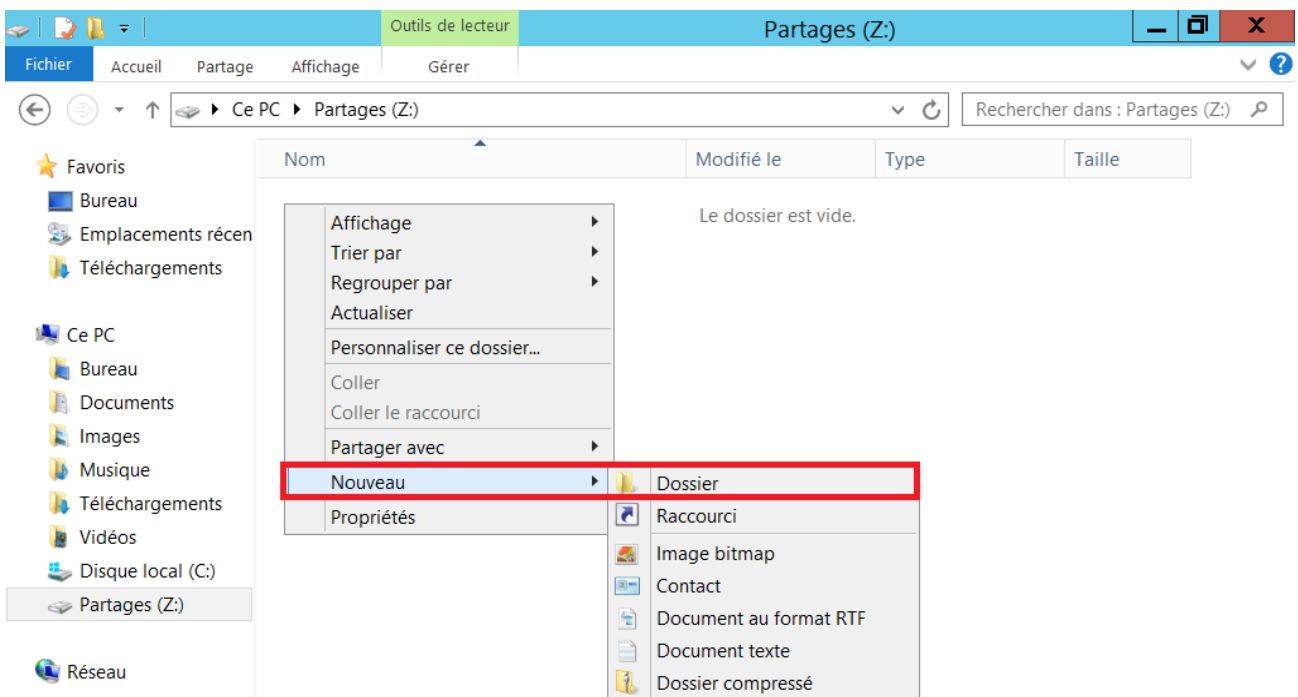 Outils de lecteur
Partages (Z:)
Fichier
Accueil
Partage
Affichage
Gérer
Ce PC
Partages (Z:)
Rechercher dans : Partages (Z:)
Nom
Modifié le
Type
Taille
Le dossier est vide.
Favoris
Bureau
Emplacements récen
Téléchargements
Ce PC
Bureau
Documents
Images
Musique
Téléchargements
Vidéos
Disque local (C:)
Partages (Z:)
Réseau
Affichage
Trier par
Regrouper par
Actualiser
Personnaliser ce dossier...
Coller
Coller le raccourci
Partager avec
Nouveau
Propriétés
Dossier
Raccourci
Image bitmap
Contact
Document au format RTF
Document texte
Dossier compressé